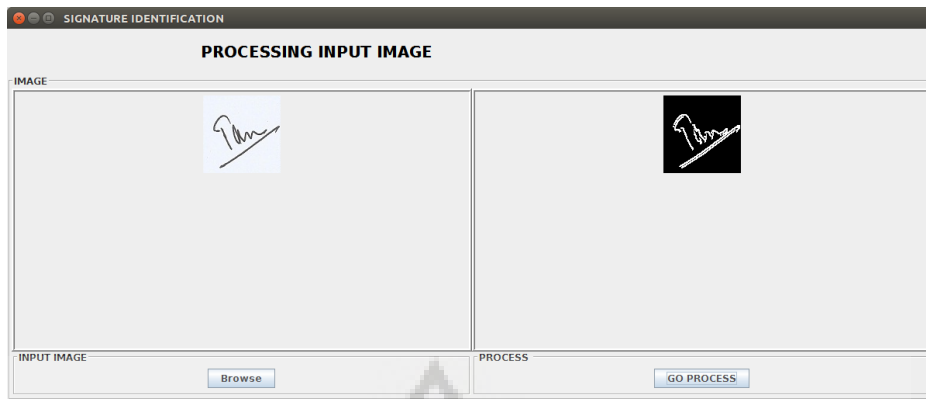 SIGNATURE IDENTIFICATION
PROCESSING INPUT IMAGE
IMAGE
INPUT IMAGE
PROCESS
Browse
GO PROCESS